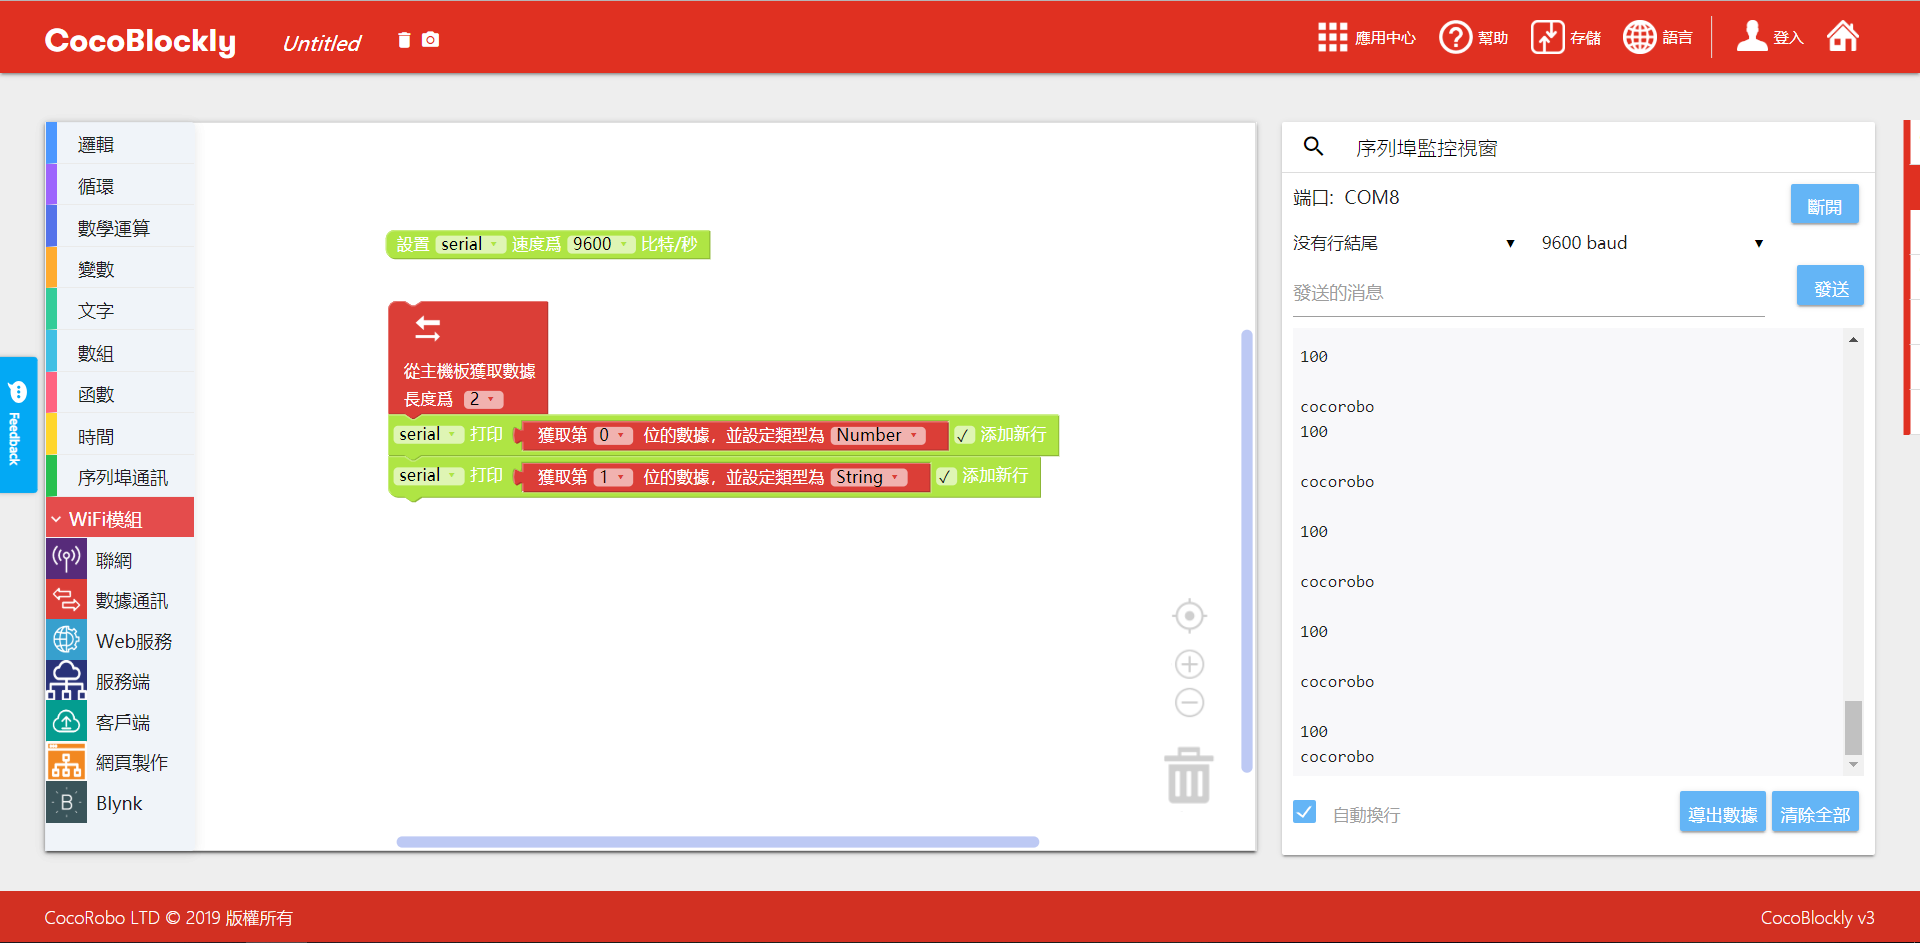 CocoBlockly
Untitled
應用中心
幫助
存儲
語言
登入
Feedback
邏輯
循環
數學運算
變數
文字
數組
函數
時間
序列埠通訊
WiFi模組
聯網
數據通訊
Web服務
服務端
客戶端
網頁製作
B
Blynk
設置 serial 速度爲 9600 比特/秒
從主機板獲取數據
長度爲 2
serial 打印 獲取第 0 位的數據，並設定類型為 Number ✓ 添加新行
serial 打印 獲取第 1 位的數據，並設定類型為 String ✓ 添加新行
序列埠監控視窗
端口: COM8
斷開
没有行結尾
9600 baud
發送的消息
發送
100
cocorobo
100
cocorobo
100
cocorobo
100
cocorobo
100
cocorobo
自動換行
導出數據
清除全部
CocoRobo LTD © 2019 版權所有
CocoBlockly v3